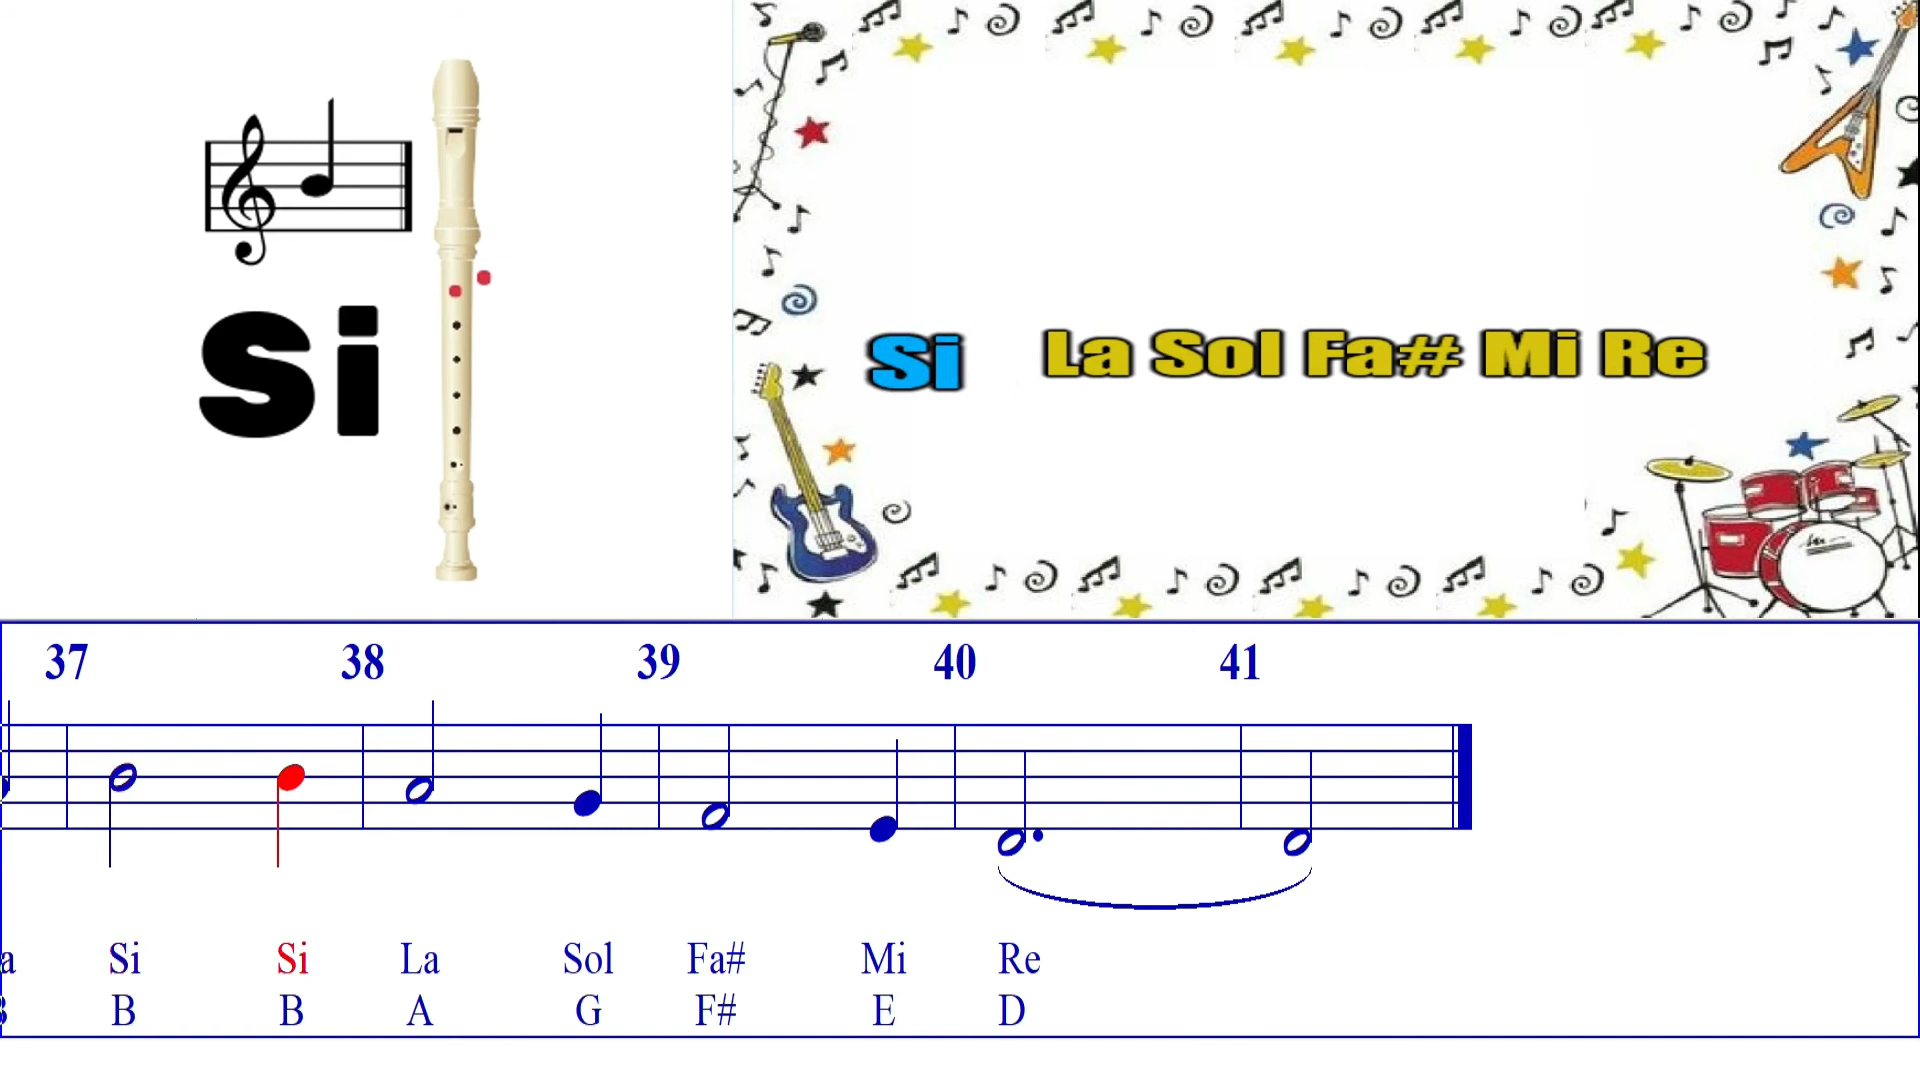 Si
Si La Sol Fa# Mi Re
37 38 39 40 41
Si Si La Sol Fa# Mi Re
B B A G F# E D